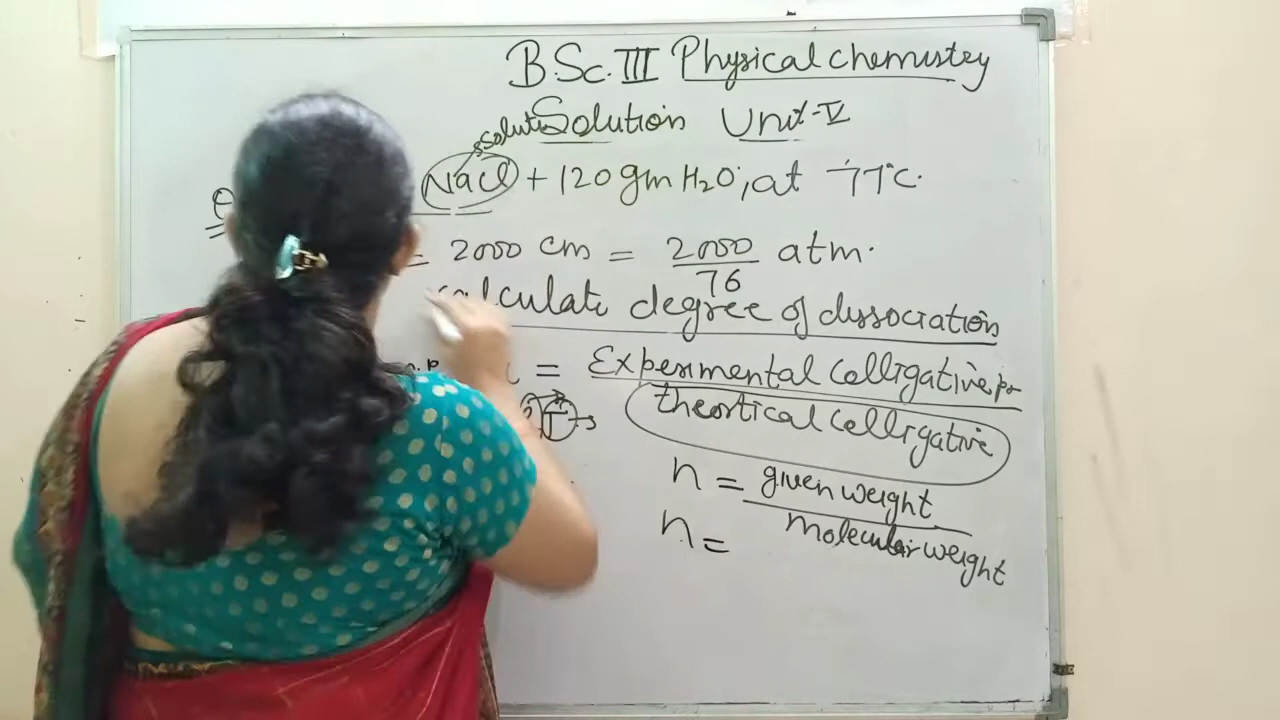 B.Sc. III Physical chemistry
Solution Unit-V
solute
NaCl + 120 gm H₂O, at 77°C.
= 2000 cm = 2000/76 atm.
calculate degree of dissociation
= Experimental Colligative pr
theortical colligative
n = given weight
molecular weight
n =